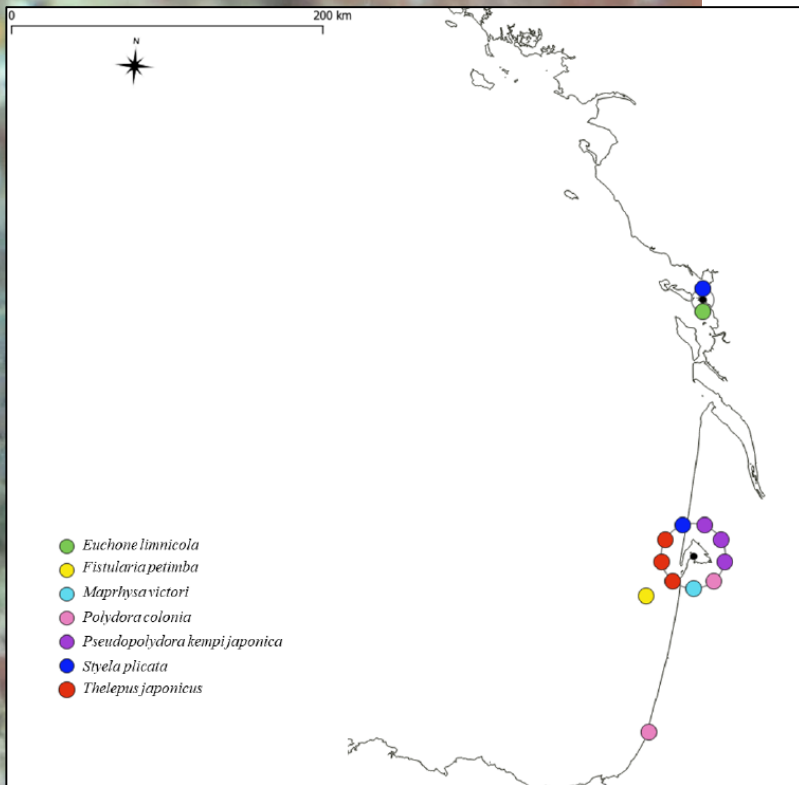 0 200 km
N
Euchone limnicola
Fistularia petimba
Maprhysa victori
Polydora colonia
Pseudopolydora kempi japonica
Styela plicata
Thelepus japonicus